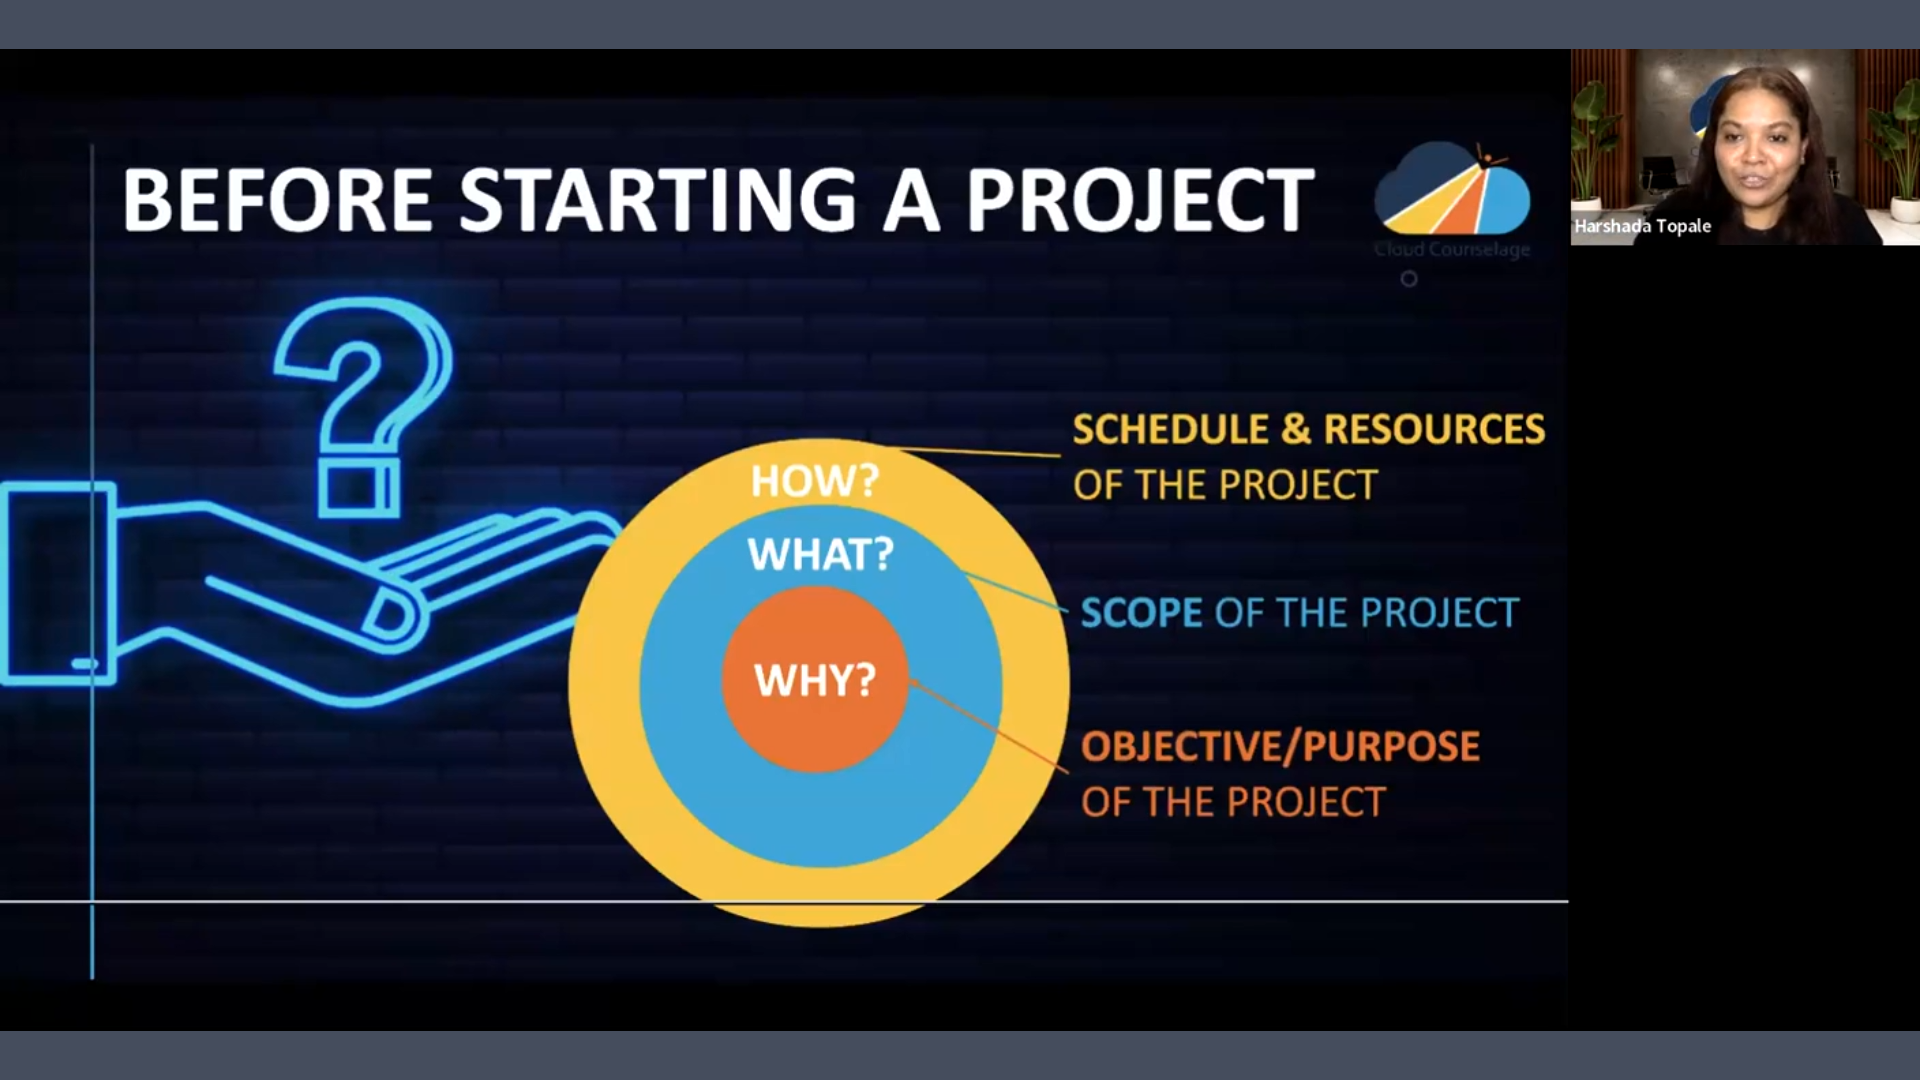 BEFORE STARTING A PROJECT
Cloud Counselage
Harshada Topale
HOW?
WHAT?
WHY?
SCHEDULE & RESOURCES
OF THE PROJECT
SCOPE OF THE PROJECT
OBJECTIVE/PURPOSE
OF THE PROJECT